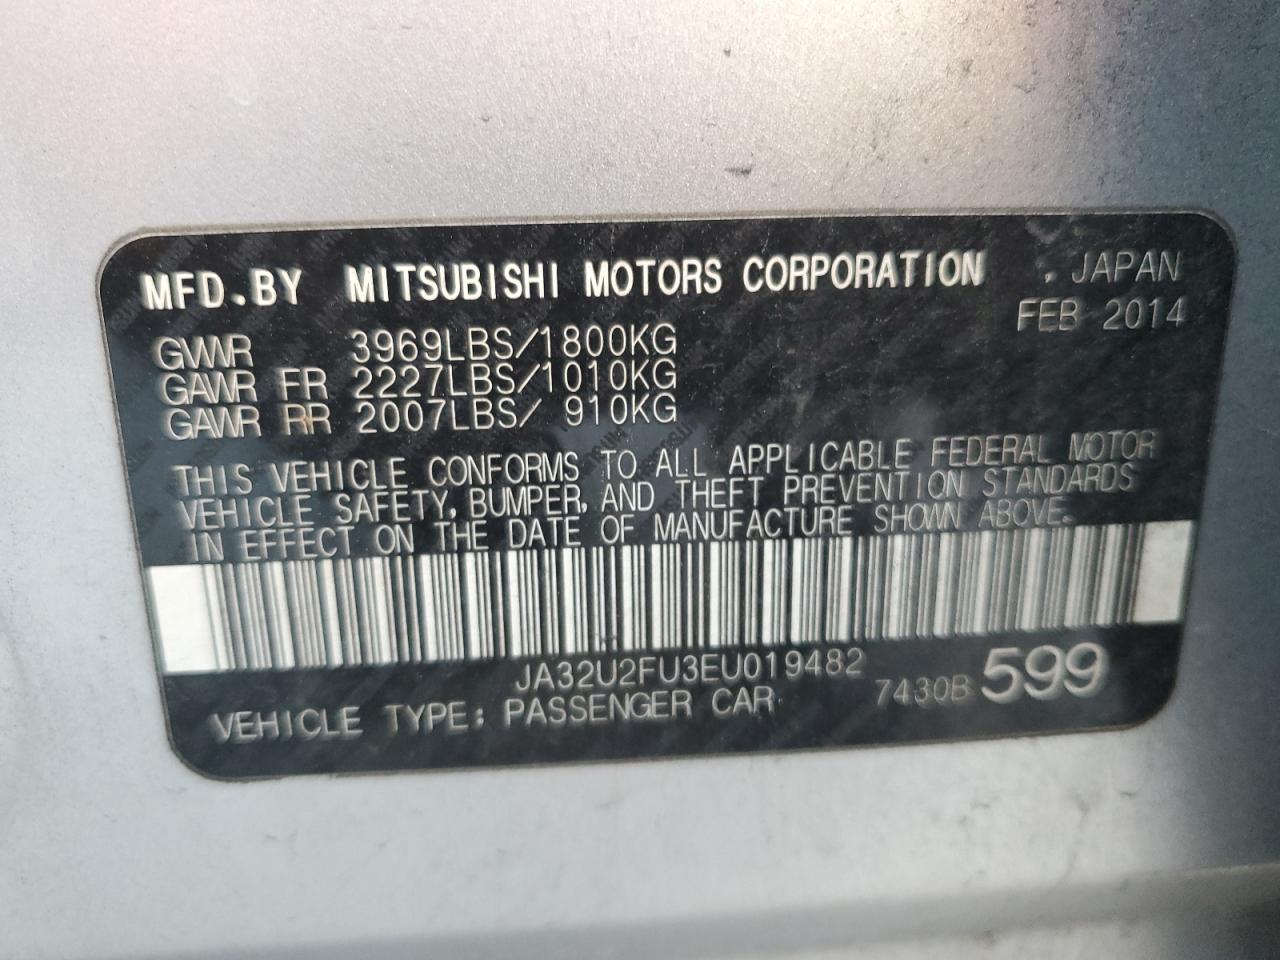 MFD.BY MITSUBISHI MOTORS CORPORATION , JAPAN
FEB 2014
GVWR 3969LBS/1800KG
GAWR FR 2227LBS/1010KG
GAWR RR 2007LBS/ 910KG
THIS VEHICLE CONFORMS TO ALL APPLICABLE FEDERAL MOTOR
VEHICLE SAFETY, BUMPER, AND THEFT PREVENTION STANDARDS
IN EFFECT ON THE DATE OF MANUFACTURE SHOWN ABOVE.
JA32U2FU3EU019482
7430B 599
VEHICLE TYPE: PASSENGER CAR